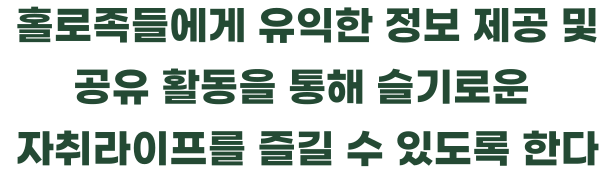 홀로족들에게 유익한 정보 제공 및
공유 활동을 통해 슬기로운
자취라이프를 즐길 수 있도록 한다